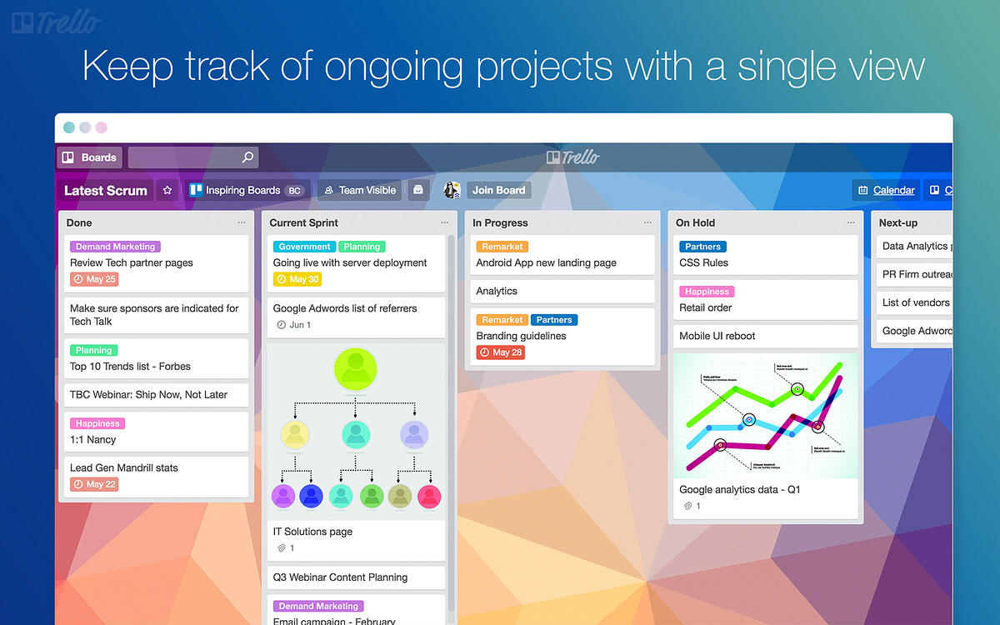 Trello
Keep track of ongoing projects with a single view
Boards
Trello
Latest Scrum
Inspiring Boards BC
Team Visible
Join Board
Calendar
C
Done
Demand Marketing
Review Tech partner pages
May 25
Make sure sponsors are indicated for
Tech Talk
Planning
Top 10 Trends list - Forbes
TBC Webinar: Ship Now, Not Later
Happiness
1:1 Nancy
Lead Gen Mandrill stats
May 22
Current Sprint
Government Planning
Going live with server deployment
May 30
Google Adwords list of referrers
Jun 1
IT Solutions page
1
Q3 Webinar Content Planning
Demand Marketing
Email campaign - February
In Progress
Remarket
Android App new landing page
Analytics
Remarket Partners
Branding guidelines
May 28
On Hold
Partners
CSS Rules
Happiness
Retail order
Mobile UI reboot
Google analytics data - Q1
1
Next-up
Data Analytics
PR Firm outrea
List of vendors
Google Adword